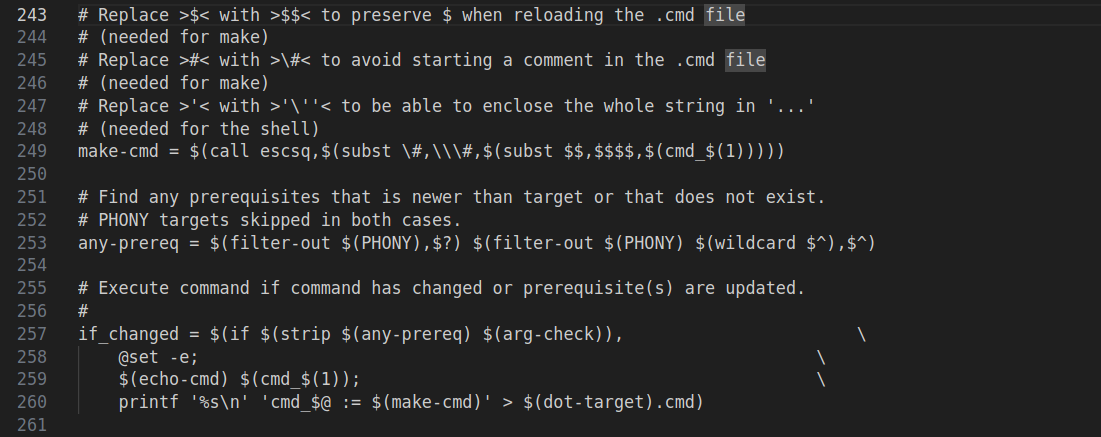 243 # Replace >$< with >$$< to preserve $ when reloading the .cmd file
244 # (needed for make)
245 # Replace >#< with >\#< to avoid starting a comment in the .cmd file
246 # (needed for make)
247 # Replace >'< with >'\''< to be able to enclose the whole string in '...'
248 # (needed for the shell)
249 make-cmd = $(call escsq,$(subst \#,\\\#,$(subst $$,$$$$,$(cmd_$(1)))))
250
251 # Find any prerequisites that is newer than target or that does not exist.
252 # PHONY targets skipped in both cases.
253 any-prereq = $(filter-out $(PHONY),$?) $(filter-out $(PHONY) $(wildcard $^),$^)
254
255 # Execute command if command has changed or prerequisite(s) are updated.
256 #
257 if_changed = $(if $(strip $(any-prereq) $(arg-check)), \
258 @set -e; \
259 $(echo-cmd) $(cmd_$(1)); \
260 printf '%s\n' 'cmd_$@ := $(make-cmd)' > $(dot-target).cmd)
261